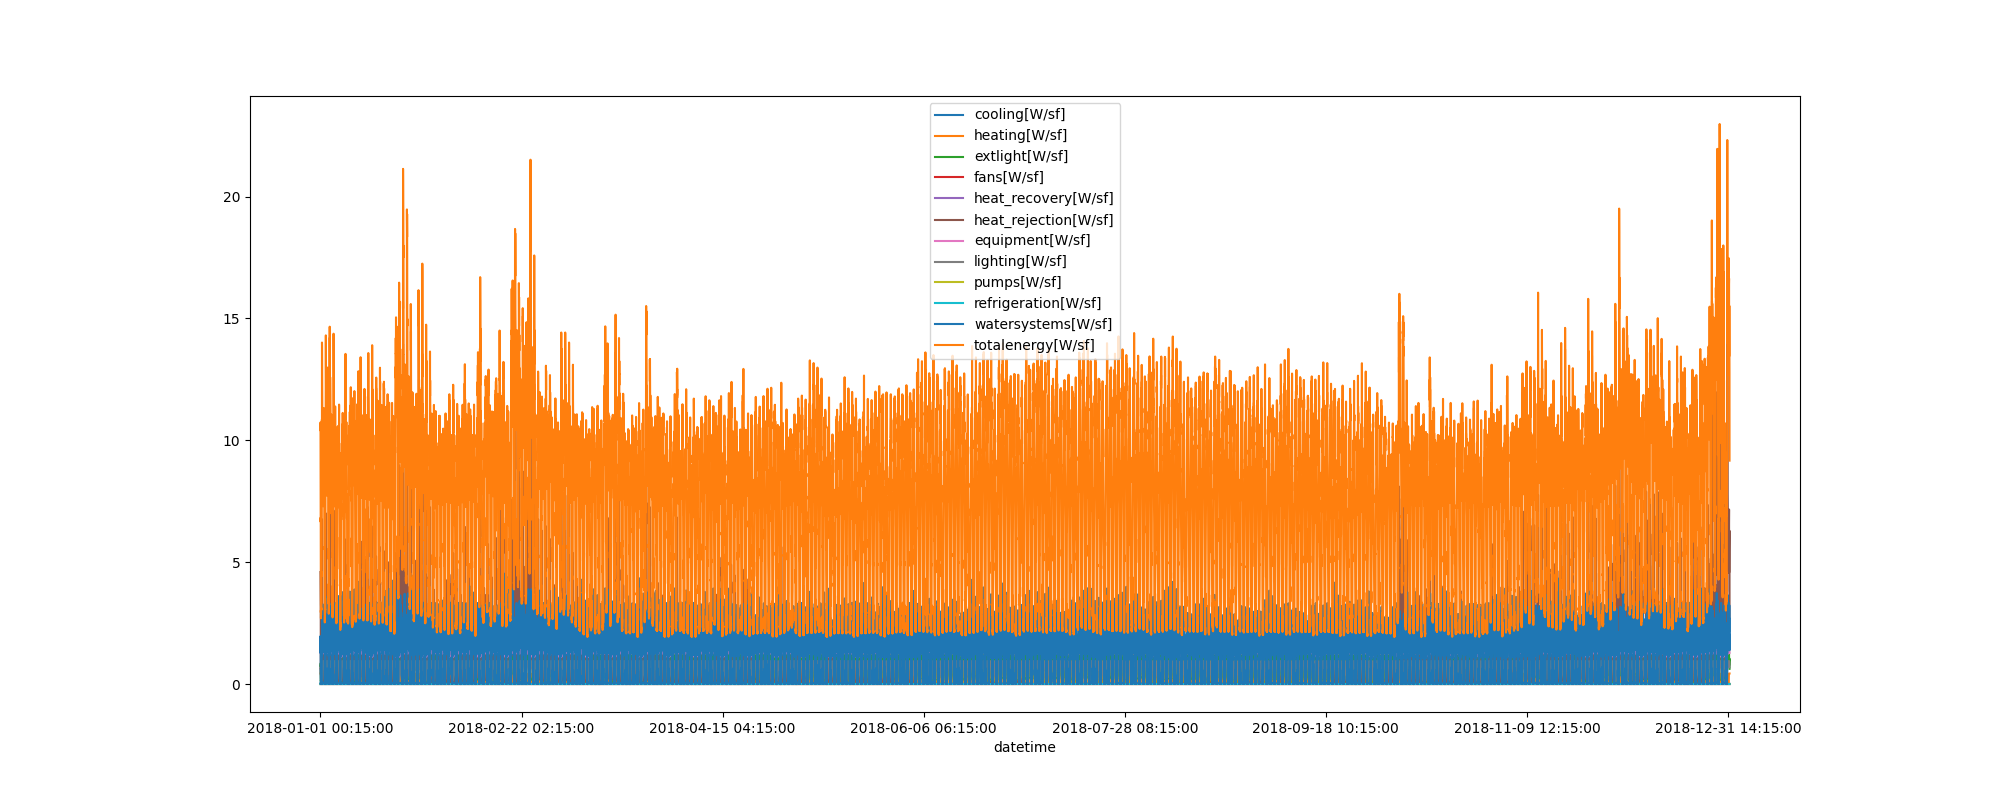 cooling[W/sf]
heating[W/sf]
extlight[W/sf]
fans[W/sf]
heat_recovery[W/sf]
heat_rejection[W/sf]
equipment[W/sf]
lighting[W/sf]
pumps[W/sf]
refrigeration[W/sf]
watersystems[W/sf]
totalenergy[W/sf]
20
15
10
5
0
2018-01-01 00:15:00 2018-02-22 02:15:00 2018-04-15 04:15:00 2018-06-06 06:15:00 2018-07-28 08:15:00 2018-09-18 10:15:00 2018-11-09 12:15:00 2018-12-31 14:15:00
datetime